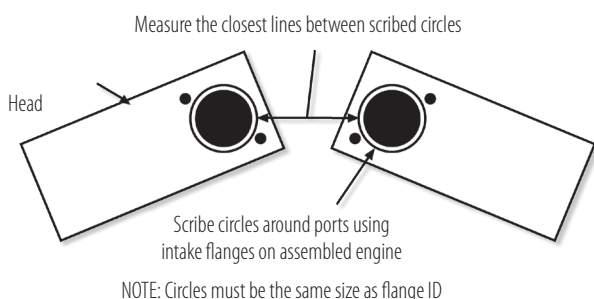 Measure the closest lines between scribed circles
Head
Scribe circles around ports using
intake flanges on assembled engine
NOTE: Circles must be the same size as flange ID